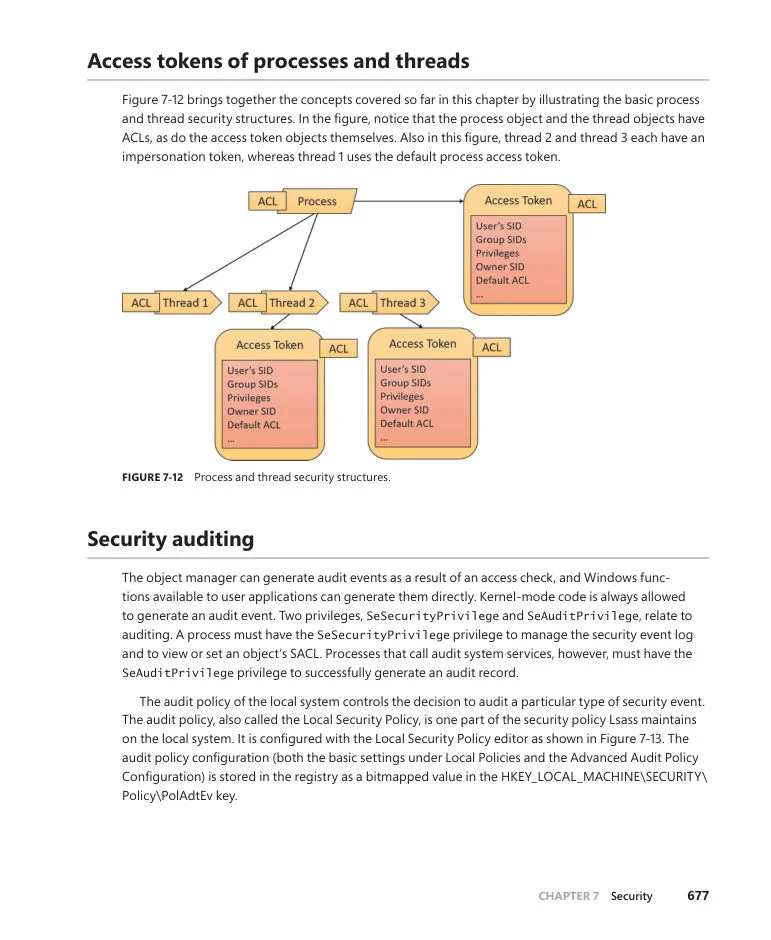 Access tokens of processes and threads
Figure 7-12 brings together the concepts covered so far in this chapter by illustrating the basic process
and thread security structures. In the figure, notice that the process object and the thread objects have
ACLs, as do the access token objects themselves. Also in this figure, thread 2 and thread 3 each have an
impersonation token, whereas thread 1 uses the default process access token.
ACL Process
Access Token ACL
User’s SID
Group SIDs
Privileges
Owner SID
Default ACL
...
ACL Thread 1 ACL Thread 2 ACL Thread 3
Access Token ACL
User’s SID
Group SIDs
Privileges
Owner SID
Default ACL
...
Access Token ACL
User’s SID
Group SIDs
Privileges
Owner SID
Default ACL
...
FIGURE 7-12 Process and thread security structures.
Security auditing
The object manager can generate audit events as a result of an access check, and Windows func-
tions available to user applications can generate them directly. Kernel-mode code is always allowed
to generate an audit event. Two privileges, SeSecurityPrivilege and SeAuditPrivilege, relate to
auditing. A process must have the SeSecurityPrivilege privilege to manage the security event log
and to view or set an object’s SACL. Processes that call audit system services, however, must have the
SeAuditPrivilege privilege to successfully generate an audit record.
The audit policy of the local system controls the decision to audit a particular type of security event.
The audit policy, also called the Local Security Policy, is one part of the security policy Lsass maintains
on the local system. It is configured with the Local Security Policy editor as shown in Figure 7-13. The
audit policy configuration (both the basic settings under Local Policies and the Advanced Audit Policy
Configuration) is stored in the registry as a bitmapped value in the HKEY_LOCAL_MACHINE\SECURITY\
Policy\PolAdtEv key.
CHAPTER 7 Security 677